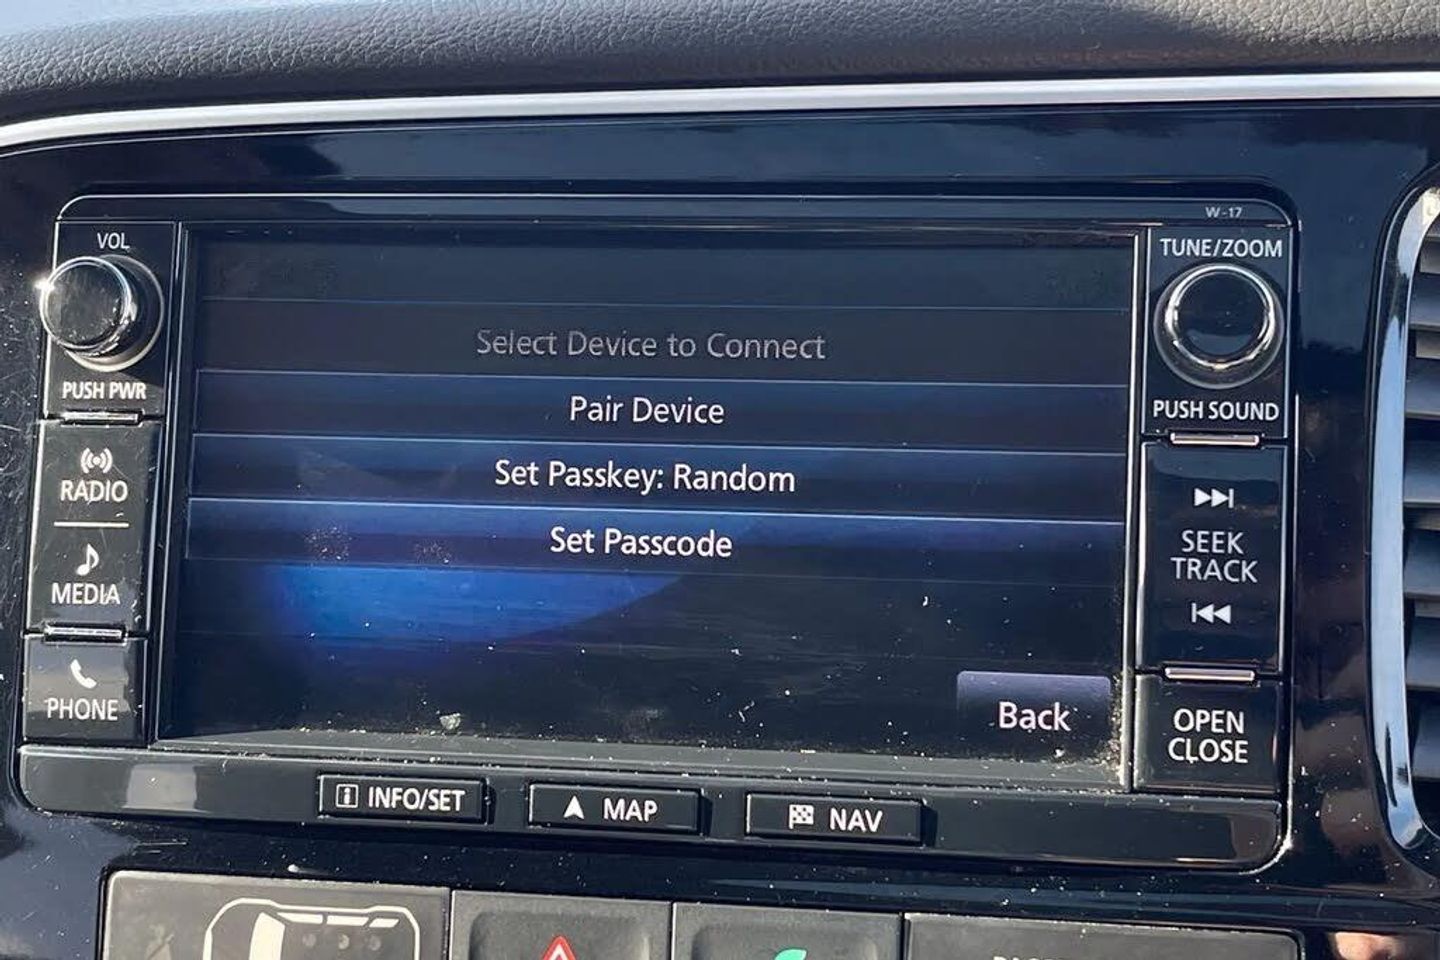 W-17
VOL
PUSH PWR
RADIO
MEDIA
PHONE
Select Device to Connect
Pair Device
Set Passkey: Random
Set Passcode
Back
TUNE/ZOOM
PUSH SOUND
SEEK
TRACK
OPEN
CLOSE
INFO/SET
MAP
NAV